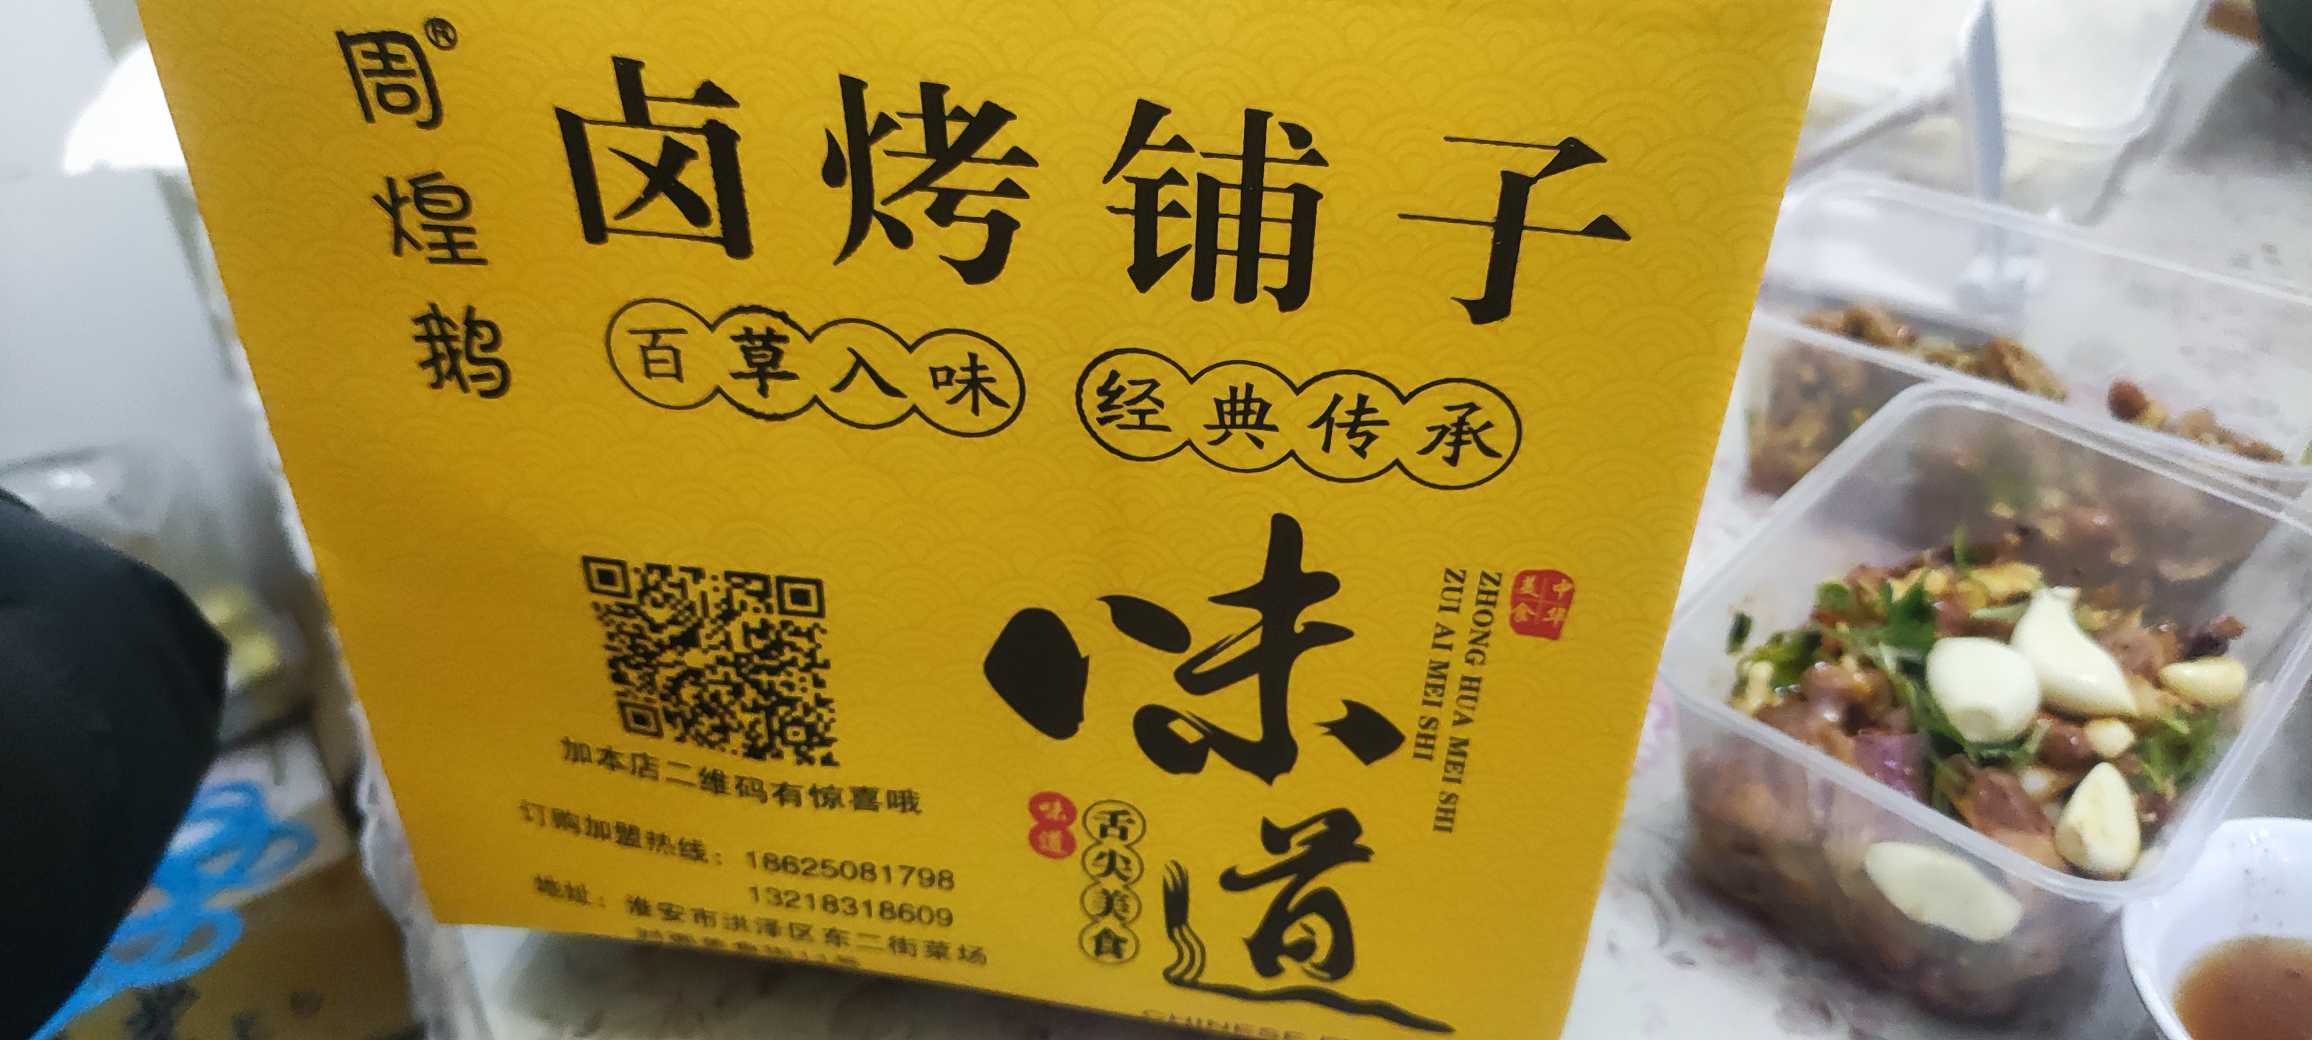 周煌鹅®
卤烤铺子
百草入味 经典传承
味道
ZHONG HUA MEI SHI
ZUI AI MEI SHI
中华美食
加本店二维码有惊喜哦
订购加盟热线：18625081798
13218318609
地址：淮安市洪泽区东二街菜场
味道
舌尖美食
CHINESE